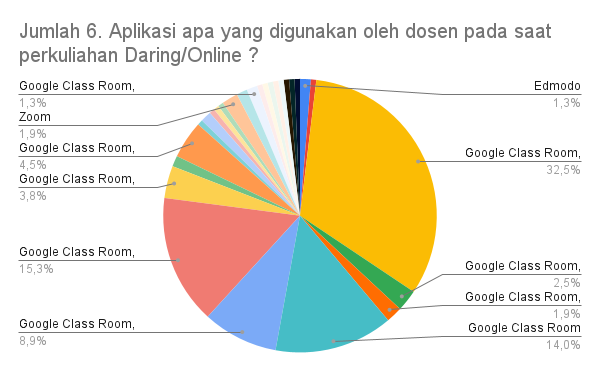 Jumlah 6. Aplikasi apa yang digunakan oleh dosen pada saat
perkuliahan Daring/Online ?
Google Class Room,
1,3%
Zoom
1,9%
Google Class Room,
4,5%
Google Class Room,
3,8%
Google Class Room,
15,3%
Google Class Room,
8,9%
Edmodo
1,3%
Google Class Room,
32,5%
Google Class Room,
2,5%
Google Class Room,
1,9%
Google Class Room
14,0%